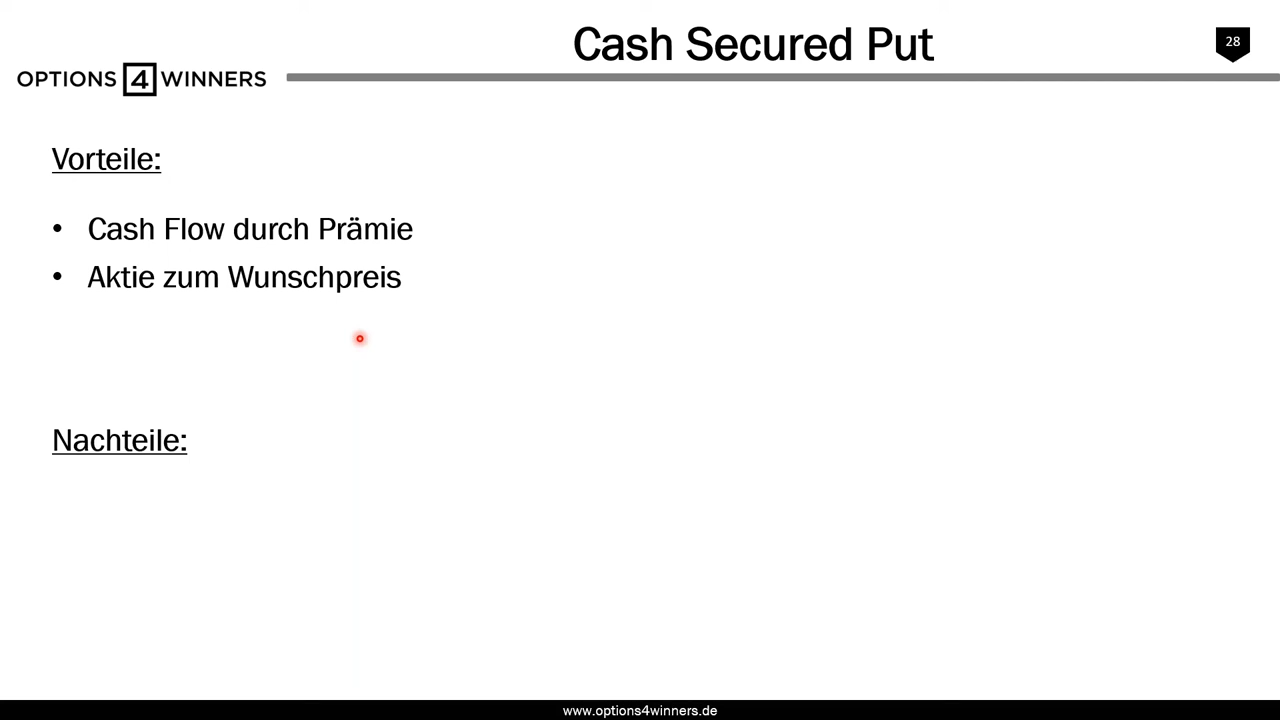 Cash Secured Put
28
OPTIONS 4 WINNERS
Vorteile:
• Cash Flow durch Prämie
• Aktie zum Wunschpreis
Nachteile:
www.options4winners.de